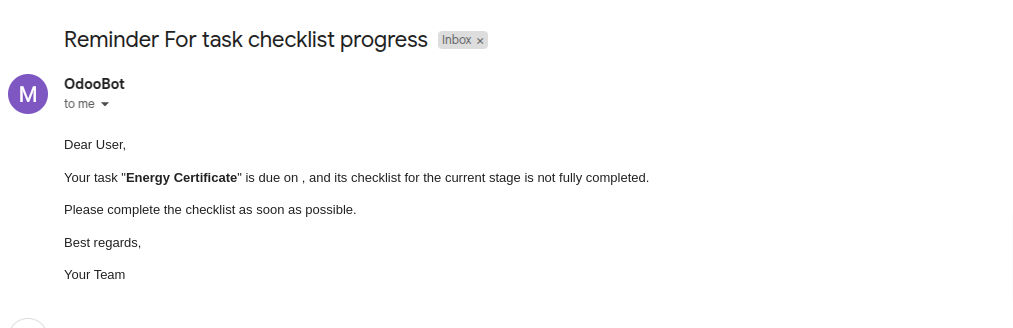 Reminder For task checklist progress Inbox ×
M
OdooBot
to me
Dear User,
Your task "Energy Certificate" is due on , and its checklist for the current stage is not fully completed.
Please complete the checklist as soon as possible.
Best regards,
Your Team